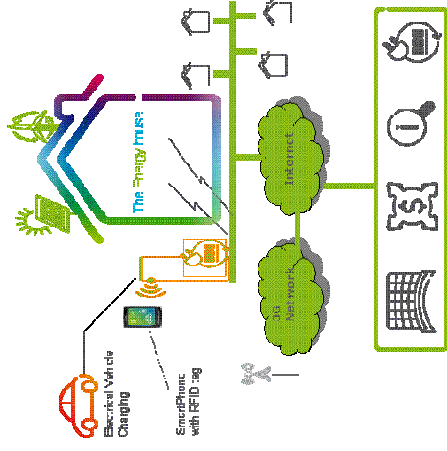 The Energy house
Internet
3G
Network
Electrical Vehicle
Charging
SmartPhone
with RFID tag